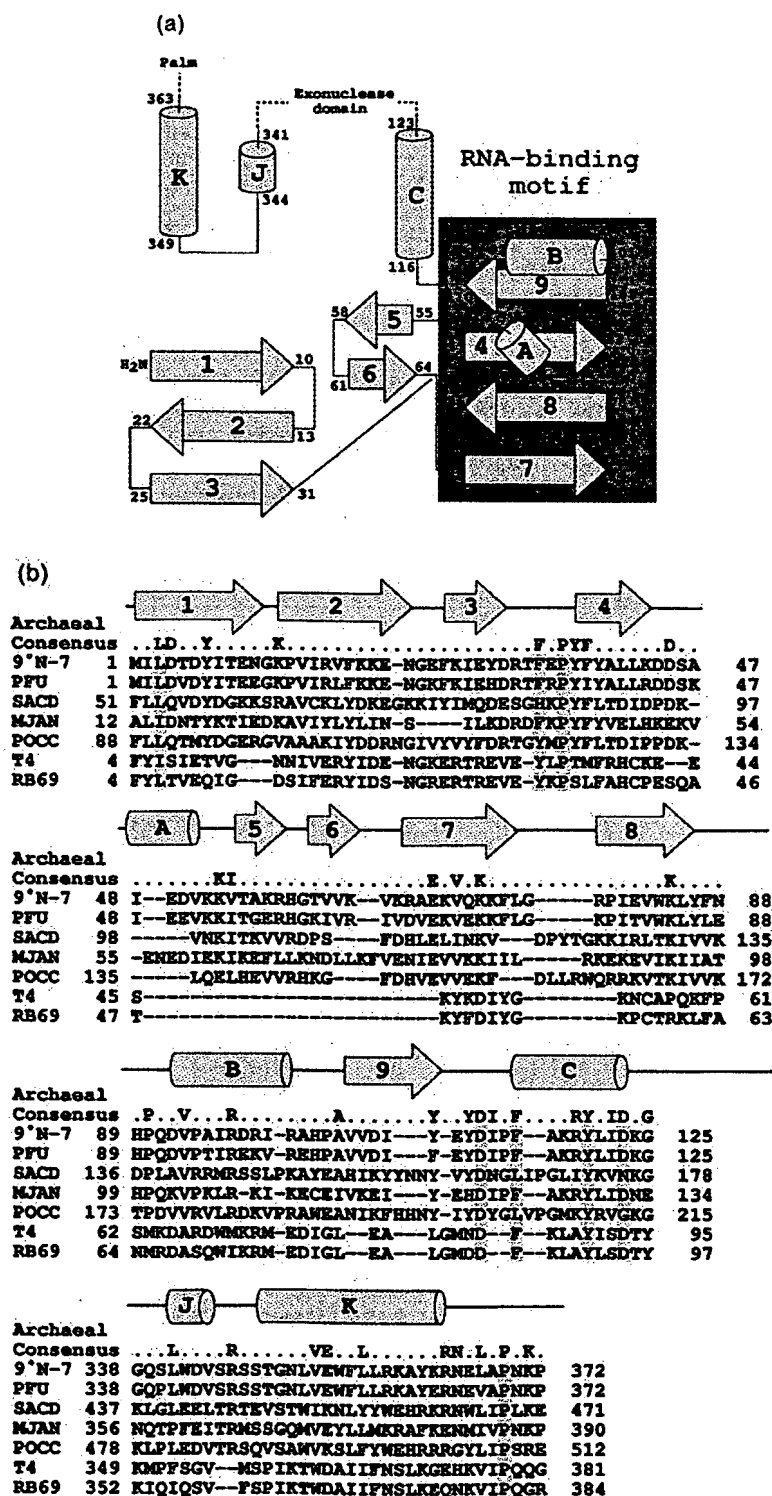 (a)
Palm
363
K
349
341
J
344
Exonuclease
domain
123
C
116
RNA-binding
motif
B
9
4
A
8
7
58
5
55
61
6
64
H2N
1
10
22
2
13
25
3
31
(b)
1 2 3 4
Archaeal
Consensus ..LD..Y.....K....................F.PYF......D..
9°N-7 1 MILDTDYITENGKPVIRVFKKE-NGEFKIEYDRTFEPYFYALLKDDSA 47
PFU 1 MILDVDYITEEGKPVIRLFKKE-NGKFKIEHDRTFRPYIYALLRDDSK 47
SACD 51 FLLQVDYDGKKSRAVCKLYDKEGKKIYIMQDESGHKPYFLTDIDPDK- 97
MJAN 12 ALIDNTYKTIEDKAVIYLYLIN-S----ILKDRDFKPYFYVELHKEKV 54
POCC 88 FLLQTMYDGERGVAAAKIYDDRNGIVYVYFDRTGYMPYFLTDIPPDK- 134
T4 4 FYISIETVG---NNIVERYIDE-NGKERTREVE-YLPTMFRHCKE--E 44
RB69 4 FYLTVEQIG---DSIFERYIDS-NGRERTREVE-YKPSLFAHCPESQA 46
A 5 6 7 8
Archaeal
Consensus .......KI.................E.V.K..............K.....
9°N-7 48 I--EDVKKVTAKRHGTVVK--VKRAEKVQKKFLG-----RPIEVWKLYFN 88
PFU 48 I--EEVKKITGERHGKIVR--IVDVEKVEKKFLG-----KPITVWKLYLE 88
SACD 98 -----VNKITKVVRDPS----FDHLELINKV---DPYTGKKIRLTKIVVK 135
MJAN 55 -ENEDIEKIKEFLLKNDLLKFVENIEVVKKIIL-----RKEKEVIKIIAT 98
POCC 135 -----LQELHEVVRHKG----FDHVEVVEKF--DLLRWQRRKVTKIVVK 172
T4 45 S-------------------------KYKDIYG------KNCAPQKFP 61
RB69 47 T-------------------------KYFDIYG------KPCTRKLFA 63
B 9 C
Archaeal
Consensus .P..V...R........A.......Y..YDI.F....RY.ID.G
9°N-7 89 HPQDVPAIRDRI-RAHPAVVDI---Y-EYDIPF--AKRYLIDKG 125
PFU 89 HPQDVPTIREKV-REHPAVVDI---F-EYDIPF--AKRYLIDKG 125
SACD 136 DPLAVRRMRSSLPKAYEAHIKYYNNY-VYDNGLIPGLIYKVNKG 178
MJAN 99 HPQKVPKLR-KI-KECEIVKEI---Y-EHDIPF--AKRYLIDNE 134
POCC 173 TPDVVRVLRDKVPRAWEANIKFHHNY-IYDYGLVPGMKYRVGKG 215
T4 62 SMKDARDWMKRM-EDIGL--EA--LGMND--F--KLAYISDTY 95
RB69 64 NMRDASQWIKRM-EDIGL--EA--LGMDD--F--KLAYLSDTY 97
J K
Archaeal
Consensus ...L....R.......VE..L......RN.L.P.K.
9°N-7 338 GQSLWDVSRSSTGNLVEWFLLRKAYKRNELAPNKP 372
PFU 338 GQPLWDVSRSSTGNLVEWFLLRKAYERNEVAPNKP 372
SACD 437 KLGLEELTRTEVSTWIKNLYYWEHRKRNWLIPLKE 471
MJAN 356 NQTPFEITRMSSGQMVEYLLMKRAFKENMIVPNKP 390
POCC 478 KLPLEDVTRSQVSAWVKSLFYWEHRRRGYLIPSRE 512
T4 349 KMPFSGV--MSPIKTWDAIIFNSLKGEHKVIPQQG 381
RB69 352 KIQIQSV--FSPIKTWDAIIFNSLKEQNKVIPQGR 384